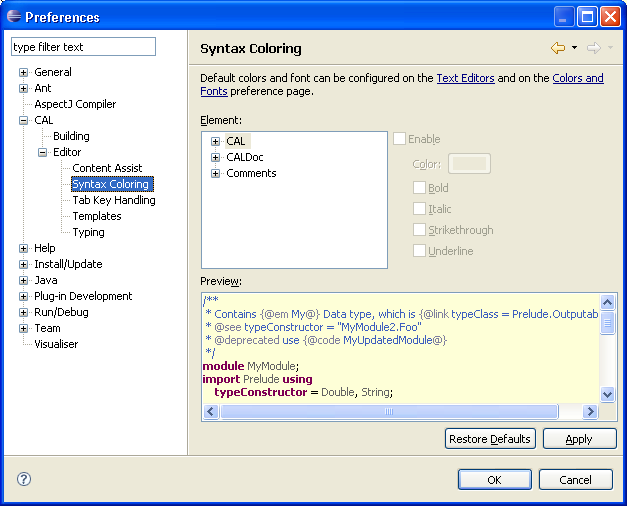 Preferences
type filter text
General
Ant
AspectJ Compiler
CAL
Building
Editor
Content Assist
Syntax Coloring
Tab Key Handling
Templates
Typing
Help
Install/Update
Java
Plug-in Development
Run/Debug
Team
Visualiser
Syntax Coloring
Default colors and font can be configured on the Text Editors and on the Colors and
Fonts preference page.
Element:
CAL
CALDoc
Comments
Enable
Color:
Bold
Italic
Strikethrough
Underline
Preview:
/**
* Contains {@em My@} Data type, which is {@link typeClass = Prelude.Outputab
* @see typeConstructor = "MyModule2.Foo"
* @deprecated use {@code MyUpdatedModule@}
*/
module MyModule;
import Prelude using
typeConstructor = Double, String;
Restore Defaults
Apply
?
OK
Cancel